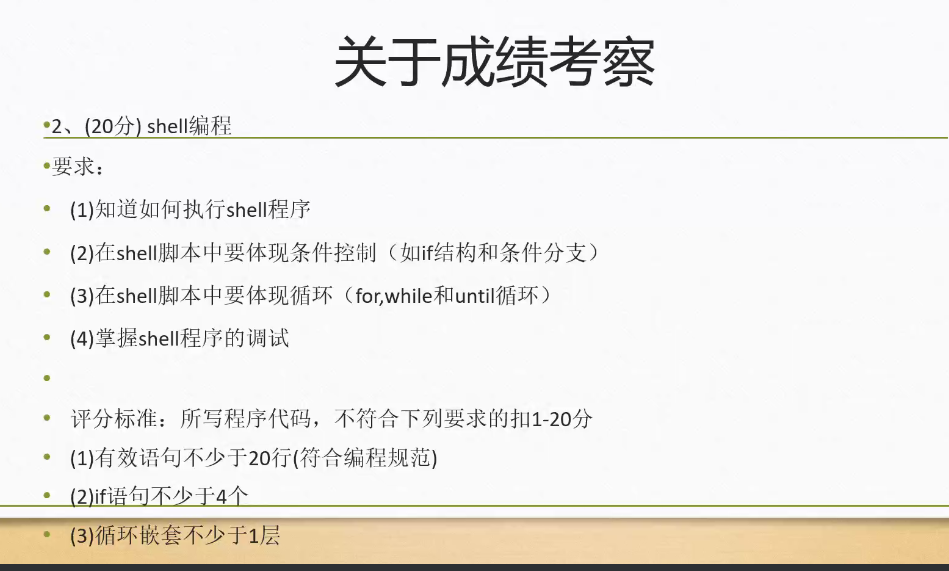 关于成绩考察
•2、(20分) shell编程
•要求：
• (1)知道如何执行shell程序
• (2)在shell脚本中要体现条件控制（如if结构和条件分支）
• (3)在shell脚本中要体现循环（for,while和until循环）
• (4)掌握shell程序的调试
•
• 评分标准：所写程序代码，不符合下列要求的扣1-20分
• (1)有效语句不少于20行(符合编程规范)
• (2)if语句不少于4个
• (3)循环嵌套不少于1层